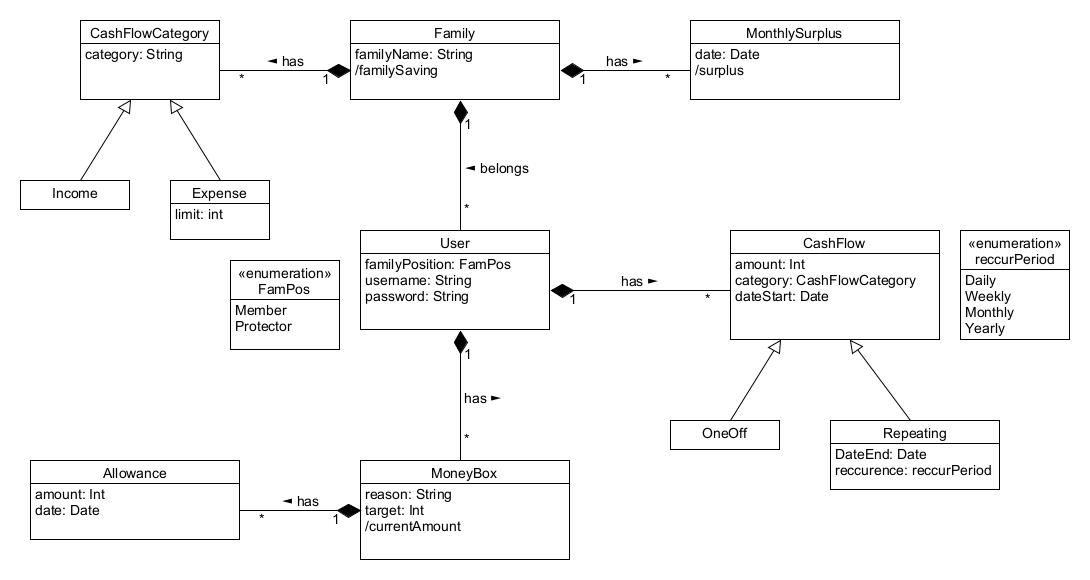 CashFlowCategory
category: String
◄ has
*
1
Family
familyName: String
/familySaving
has ►
1
*
MonthlySurplus
date: Date
/surplus
1
◄ belongs
*
Income
Expense
limit: int
«enumeration»
FamPos
Member
Protector
User
familyPosition: FamPos
username: String
password: String
has ►
1
*
CashFlow
amount: Int
category: CashFlowCategory
dateStart: Date
«enumeration»
reccurPeriod
Daily
Weekly
Monthly
Yearly
1
has ►
*
OneOff
Repeating
DateEnd: Date
reccurence: reccurPeriod
Allowance
amount: Int
date: Date
◄ has
*
1
MoneyBox
reason: String
target: Int
/currentAmount